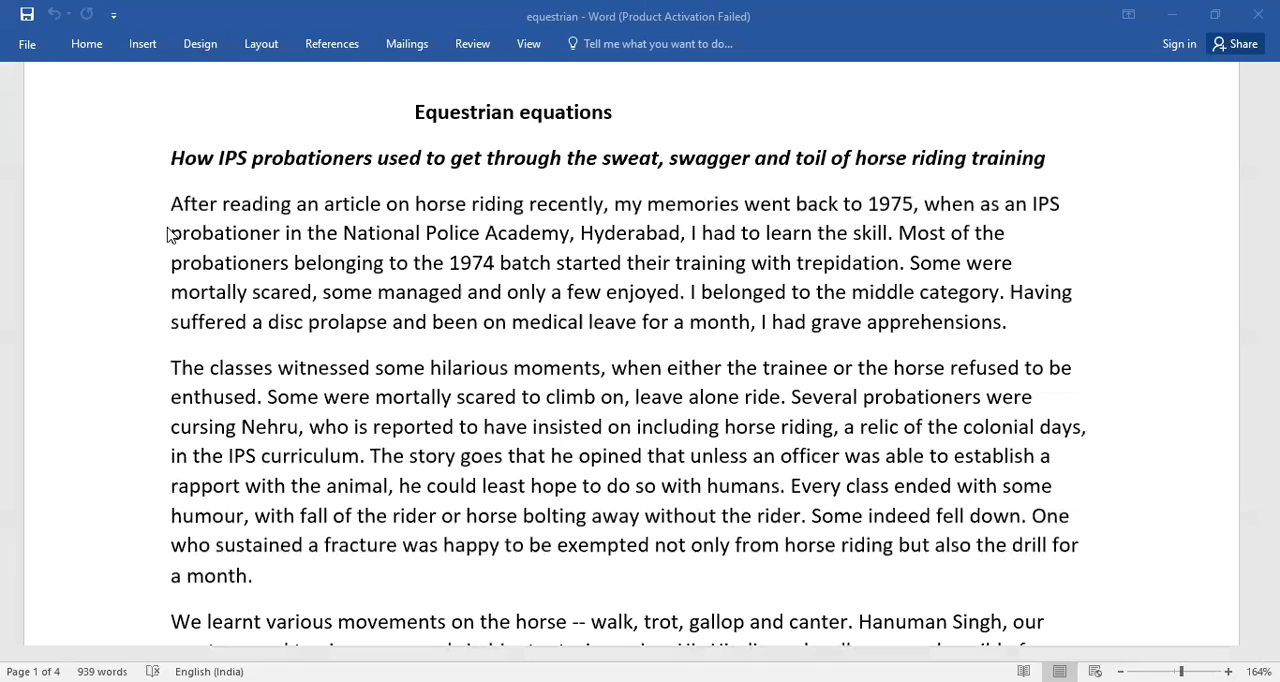 equestrian - Word (Product Activation Failed)
File Home Insert Design Layout References Mailings Review View Tell me what you want to do... Sign in Share
Equestrian equations
How IPS probationers used to get through the sweat, swagger and toil of horse riding training
After reading an article on horse riding recently, my memories went back to 1975, when as an IPS
probationer in the National Police Academy, Hyderabad, I had to learn the skill. Most of the
probationers belonging to the 1974 batch started their training with trepidation. Some were
mortally scared, some managed and only a few enjoyed. I belonged to the middle category. Having
suffered a disc prolapse and been on medical leave for a month, I had grave apprehensions.
The classes witnessed some hilarious moments, when either the trainee or the horse refused to be
enthused. Some were mortally scared to climb on, leave alone ride. Several probationers were
cursing Nehru, who is reported to have insisted on including horse riding, a relic of the colonial days,
in the IPS curriculum. The story goes that he opined that unless an officer was able to establish a
rapport with the animal, he could least hope to do so with humans. Every class ended with some
humour, with fall of the rider or horse bolting away without the rider. Some indeed fell down. One
who sustained a fracture was happy to be exempted not only from horse riding but also the drill for
a month.
We learnt various movements on the horse -- walk, trot, gallop and canter. Hanuman Singh, our
Page 1 of 4 939 words English (India) 164%